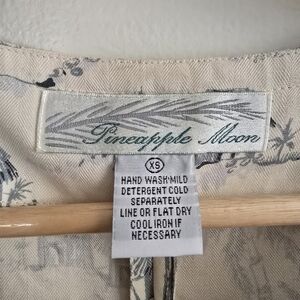 Pineapple Moon
XS
HAND WASH·MILD
DETERGENT COLD
SEPARATELY
LINE OR FLAT DRY
COOL IRON IF
NECESSARY